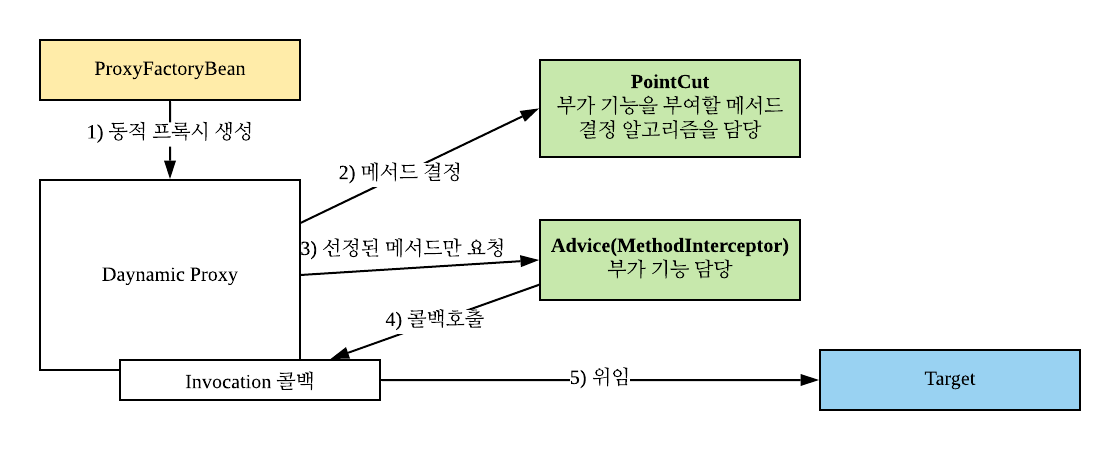 ProxyFactoryBean
1) 동적 프록시 생성
PointCut
부가 기능을 부여할 메서드
결정 알고리즘을 담당
2) 메서드 결정
3) 선정된 메서드만 요청
Advice(MethodInterceptor)
부가 기능 담당
Daynamic Proxy
4) 콜백호출
Invocation 콜백
5) 위임
Target